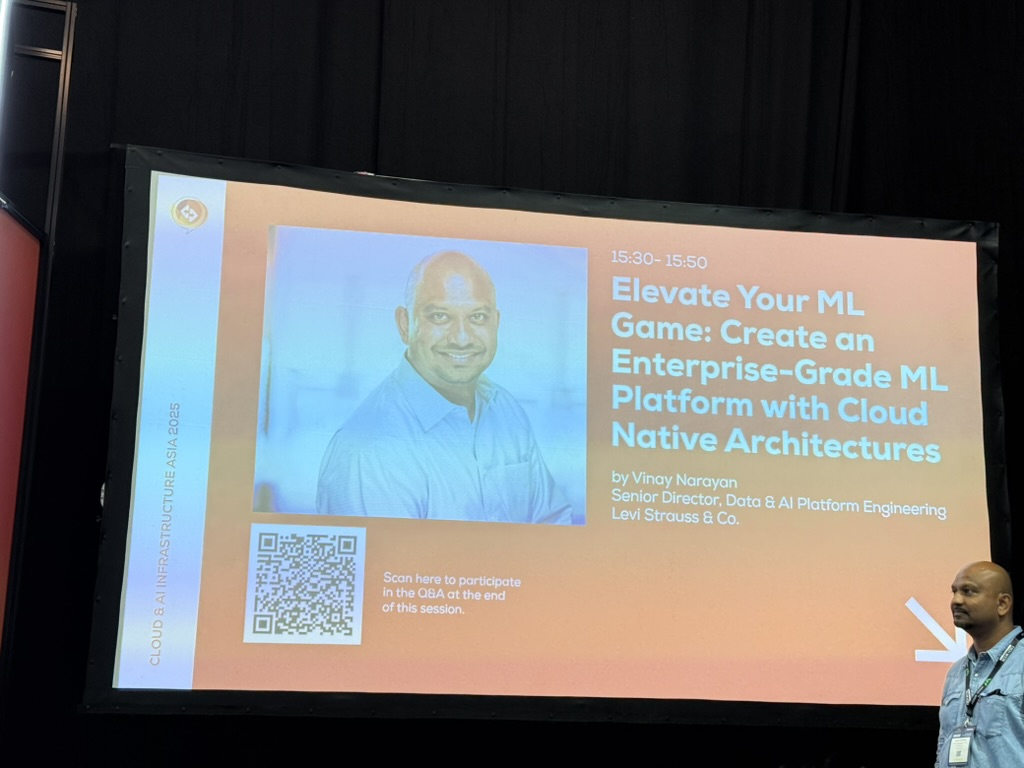 CLOUD & AI INFRASTRUCTURE ASIA 2025
15:30- 15:50
Elevate Your ML
Game: Create an
Enterprise-Grade ML
Platform with Cloud
Native Architectures
by Vinay Narayan
Senior Director, Data & AI Platform Engineering
Levi Strauss & Co.
Scan here to participate
in the Q&A at the end
of this session.